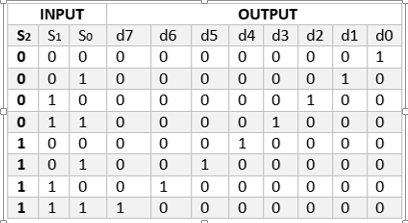 INPUT OUTPUT
S2 S1 S0 d7 d6 d5 d4 d3 d2 d1 d0
0 0 0 0 0 0 0 0 0 0 1
0 0 1 0 0 0 0 0 0 1 0
0 1 0 0 0 0 0 0 1 0 0
0 1 1 0 0 0 0 1 0 0 0
1 0 0 0 0 0 1 0 0 0 0
1 0 1 0 0 1 0 0 0 0 0
1 1 0 0 1 0 0 0 0 0 0
1 1 1 1 0 0 0 0 0 0 0